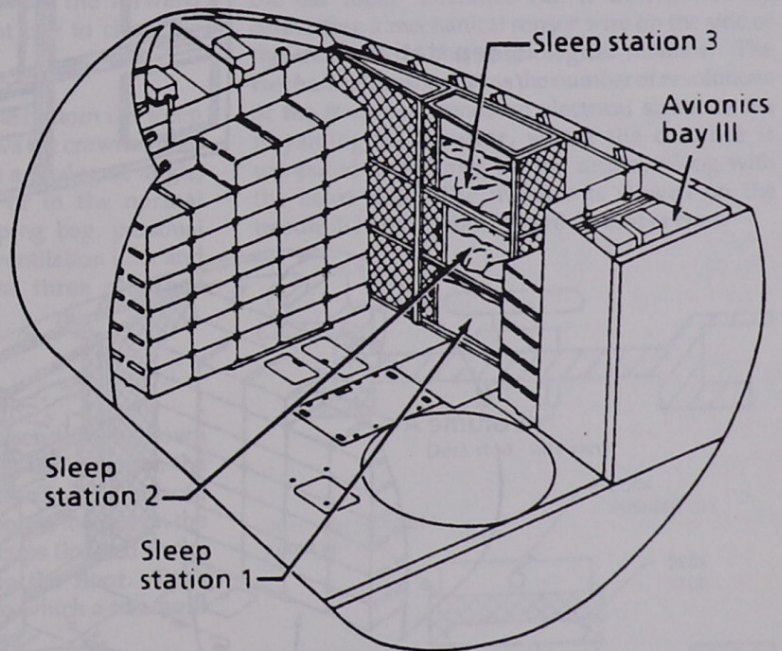 Sleep station 3
Avionics
bay III
Sleep
station 2
Sleep
station 1